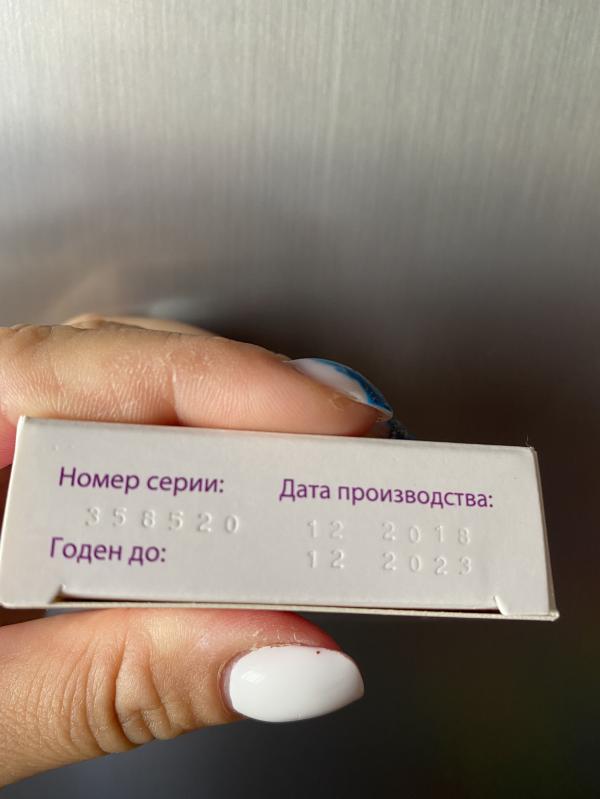 Номер серии: Дата производства:
358520 12 2018
Годен до: 12 2023